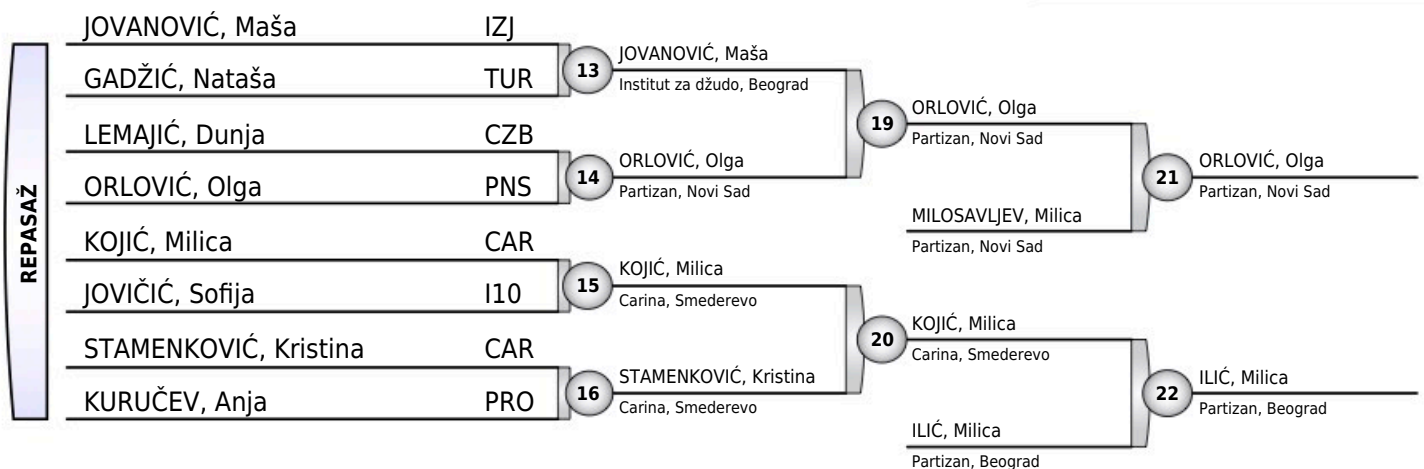 REPASAŽ
JOVANOVIĆ, Maša IZJ
GADŽIĆ, Nataša TUR
LEMAJIĆ, Dunja CZB
ORLOVIĆ, Olga PNS
KOJIĆ, Milica CAR
JOVIČIĆ, Sofija I10
STAMENKOVIĆ, Kristina CAR
KURUČEV, Anja PRO
13
JOVANOVIĆ, Maša
Institut za džudo, Beograd
14
ORLOVIĆ, Olga
Partizan, Novi Sad
15
KOJIĆ, Milica
Carina, Smederevo
16
STAMENKOVIĆ, Kristina
Carina, Smederevo
19
ORLOVIĆ, Olga
Partizan, Novi Sad
MILOSAVLJEV, Milica
Partizan, Novi Sad
20
KOJIĆ, Milica
Carina, Smederevo
ILIĆ, Milica
Partizan, Beograd
21
ORLOVIĆ, Olga
Partizan, Novi Sad
22
ILIĆ, Milica
Partizan, Beograd